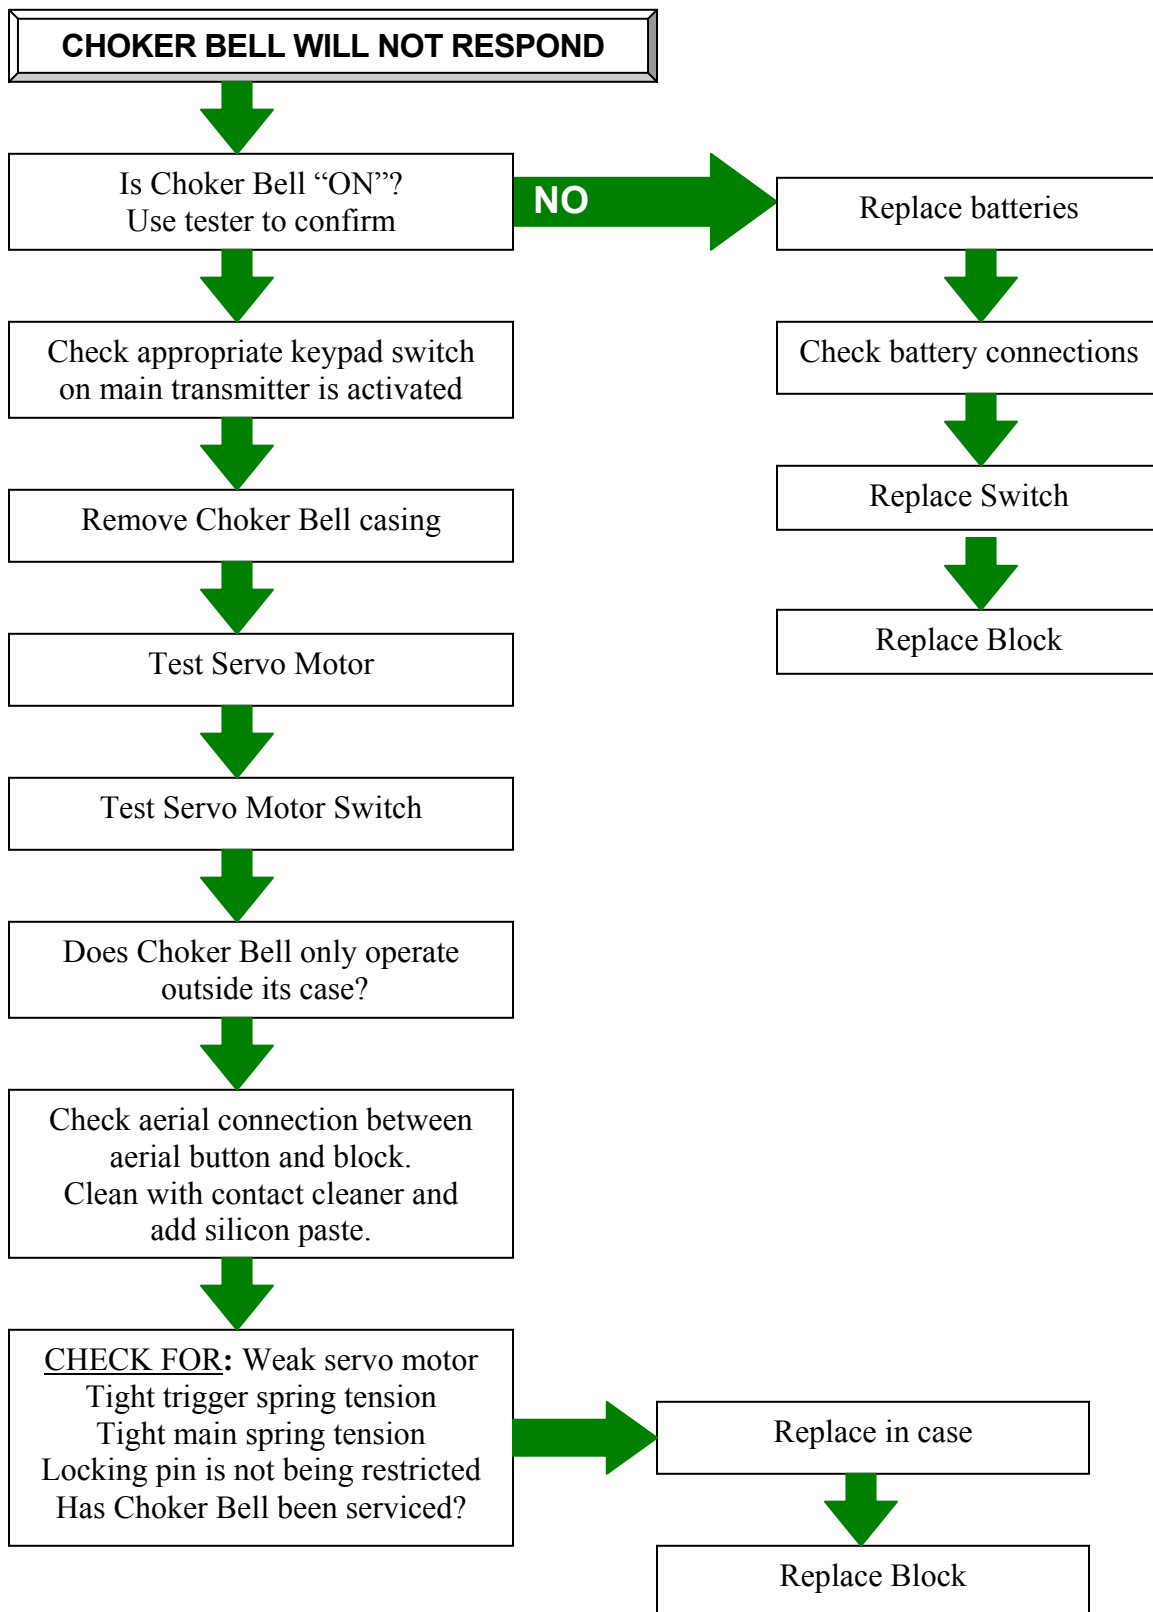 CHOKER BELL WILL NOT RESPOND
Is Choker Bell “ON”?
Use tester to confirm
NO
Replace batteries
Check battery connections
Replace Switch
Replace Block
Check appropriate keypad switch
on main transmitter is activated
Remove Choker Bell casing
Test Servo Motor
Test Servo Motor Switch
Does Choker Bell only operate
outside its case?
Check aerial connection between
aerial button and block.
Clean with contact cleaner and
add silicon paste.
CHECK FOR: Weak servo motor
Tight trigger spring tension
Tight main spring tension
Locking pin is not being restricted
Has Choker Bell been serviced?
Replace in case
Replace Block